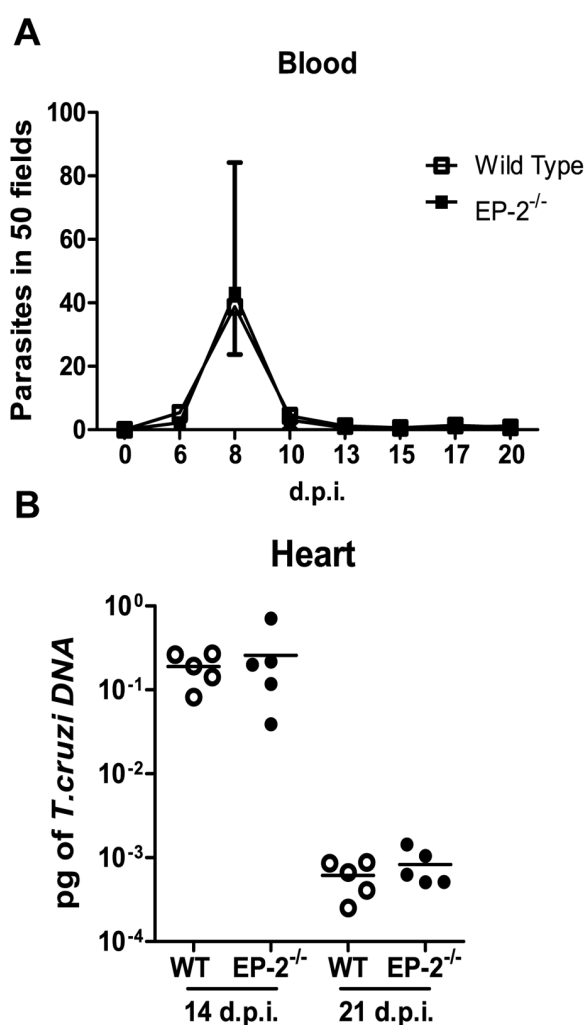 A
Blood
Parasites in 50 fields
100
80
60
40
20
0
Wild Type
EP-2-/-
0 6 8 10 13 15 17 20
d.p.i.
B
Heart
pg of T.cruzi DNA
10⁰
10⁻¹
10⁻²
10⁻³
10⁻⁴
WT EP-2-/- WT EP-2-/-
14 d.p.i. 21 d.p.i.